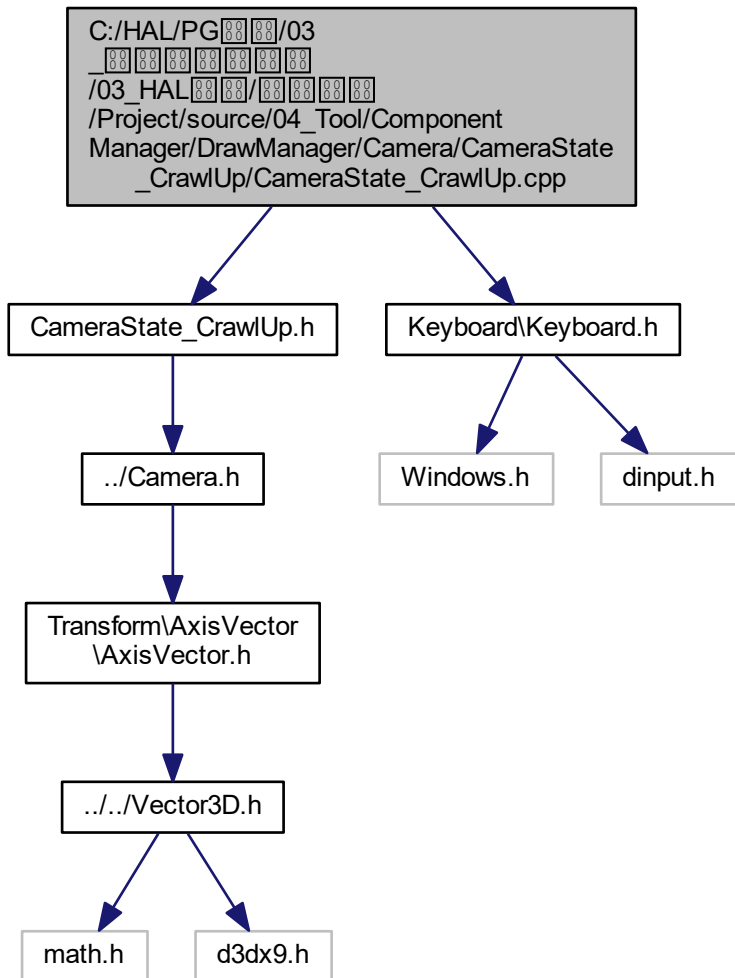 C:/HAL/PG/03
_
/03_HAL/
/Project/source/04_Tool/Component
Manager/DrawManager/Camera/CameraState
_CrawlUp/CameraState_CrawlUp.cpp
CameraState_CrawlUp.h
Keyboard\Keyboard.h
../Camera.h
Windows.h
dinput.h
Transform\AxisVector
\AxisVector.h
../../Vector3D.h
math.h
d3dx9.h